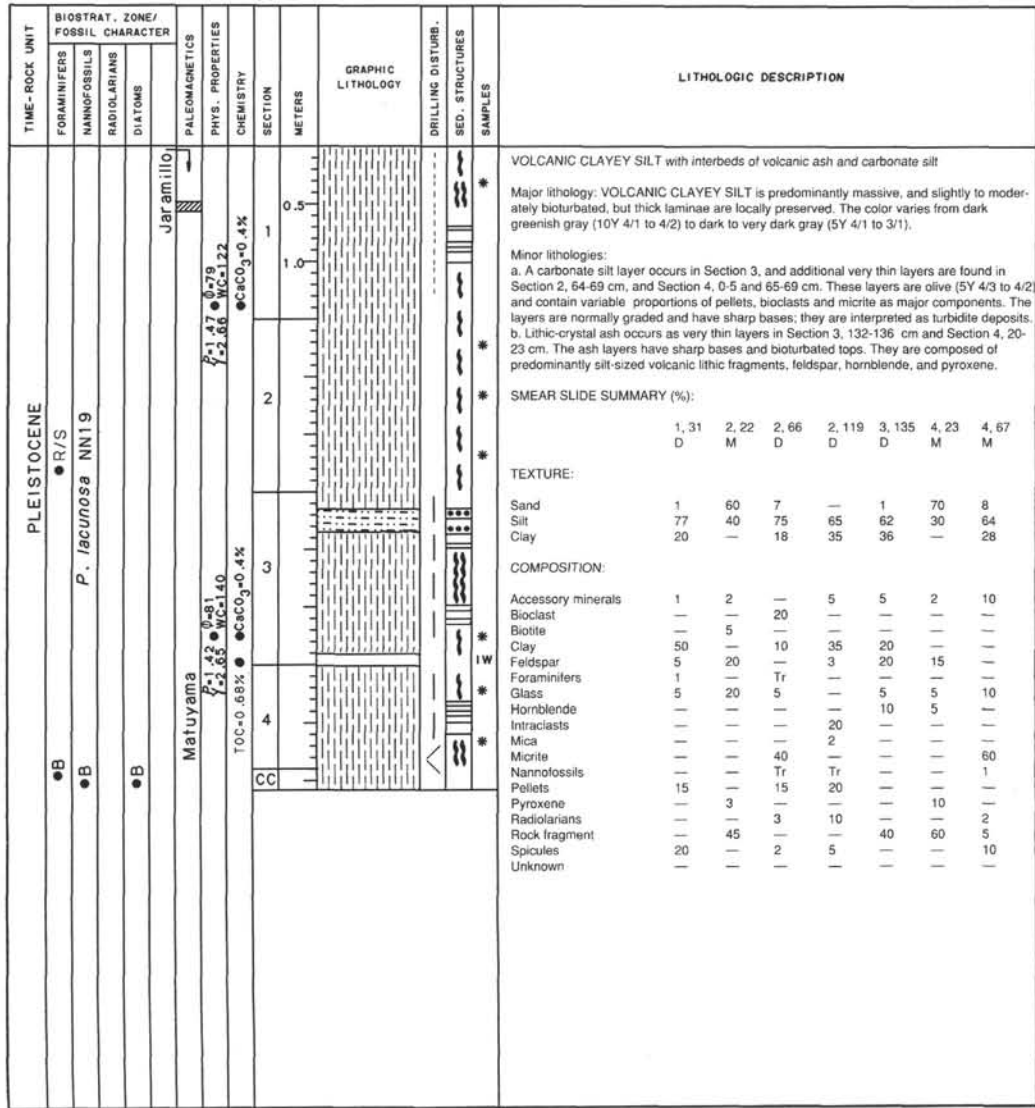 TIME-ROCK UNIT
BIOSTRAT. ZONE/
FOSSIL CHARACTER
FORAMINIFERS
NANNOFOSSILS
RADIOLARIANS
DIATOMS
PALEOMAGNETICS
PHYS. PROPERTIES
CHEMISTRY
SECTION
METERS
GRAPHIC
LITHOLOGY
DRILLING DISTURB.
SED. STRUCTURES
SAMPLES
LITHOLOGIC DESCRIPTION
PLEISTOCENE
●B
●R/S
●B
P. lacunosa NN19
●B
Jaramillo
Matuyama
ρ=1.47 ●Φ=79
γ=2.66 WC=122
●CaCO3=0.4%
ρ=1.42 ●Φ=81
γ=2.65 WC=140
TOC=0.68% ● ●CaCO3=0.4%
0.5
1
1.0
2
3
4
CC
*
*
*
*
*
IW
*
*
VOLCANIC CLAYEY SILT with interbeds of volcanic ash and carbonate silt
Major lithology: VOLCANIC CLAYEY SILT is predominantly massive, and slightly to moder-
ately bioturbated, but thick laminae are locally preserved. The color varies from dark
greenish gray (10Y 4/1 to 4/2) to dark to very dark gray (5Y 4/1 to 3/1).
Minor lithologies:
a. A carbonate silt layer occurs in Section 3, and additional very thin layers are found in
Section 2, 64-69 cm, and Section 4, 0-5 and 65-69 cm. These layers are olive (5Y 4/3 to 4/2)
and contain variable proportions of pellets, bioclasts and micrite as major components. The
layers are normally graded and have sharp bases; they are interpreted as turbidite deposits.
b. Lithic-crystal ash occurs as very thin layers in Section 3, 132-136 cm and Section 4, 20-
23 cm. The ash layers have sharp bases and bioturbated tops. They are composed of
predominantly silt-sized volcanic lithic fragments, feldspar, hornblende, and pyroxene.
SMEAR SLIDE SUMMARY (%):
1, 31 2, 22 2, 66 2, 119 3, 135 4, 23 4, 67
D M D D D M M
TEXTURE:
Sand 1 60 7 — 1 70 8
Silt 77 40 75 65 62 30 64
Clay 20 — 18 35 36 — 28
COMPOSITION:
Accessory minerals 1 2 — 5 5 2 10
Bioclast — — 20 — — — —
Biotite — 5 — — — — —
Clay 50 — 10 35 20 — —
Feldspar 5 20 — 3 20 15 —
Foraminifers 1 — Tr — — — —
Glass 5 20 5 — 5 5 10
Hornblende — — — — 10 5 —
Intraclasts — — — 20 — — —
Mica — — — 2 — — —
Micrite — — 40 — — — 60
Nannofossils — — Tr Tr — — 1
Pellets 15 — 15 20 — — —
Pyroxene — 3 — — — 10 —
Radiolarians — — 3 10 — — 2
Rock fragment — 45 — — 40 60 5
Spicules 20 — 2 5 — — 10
Unknown — — — — — — —